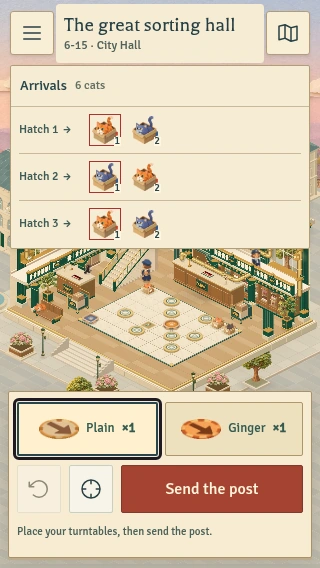 The great sorting hall
6-15 · City Hall
Arrivals 6 cats
Hatch 1 → 1 2
Hatch 2 → 1 2
Hatch 3 → 1 2
Plain ×1 Ginger ×1
Send the post
Place your turntables, then send the post.